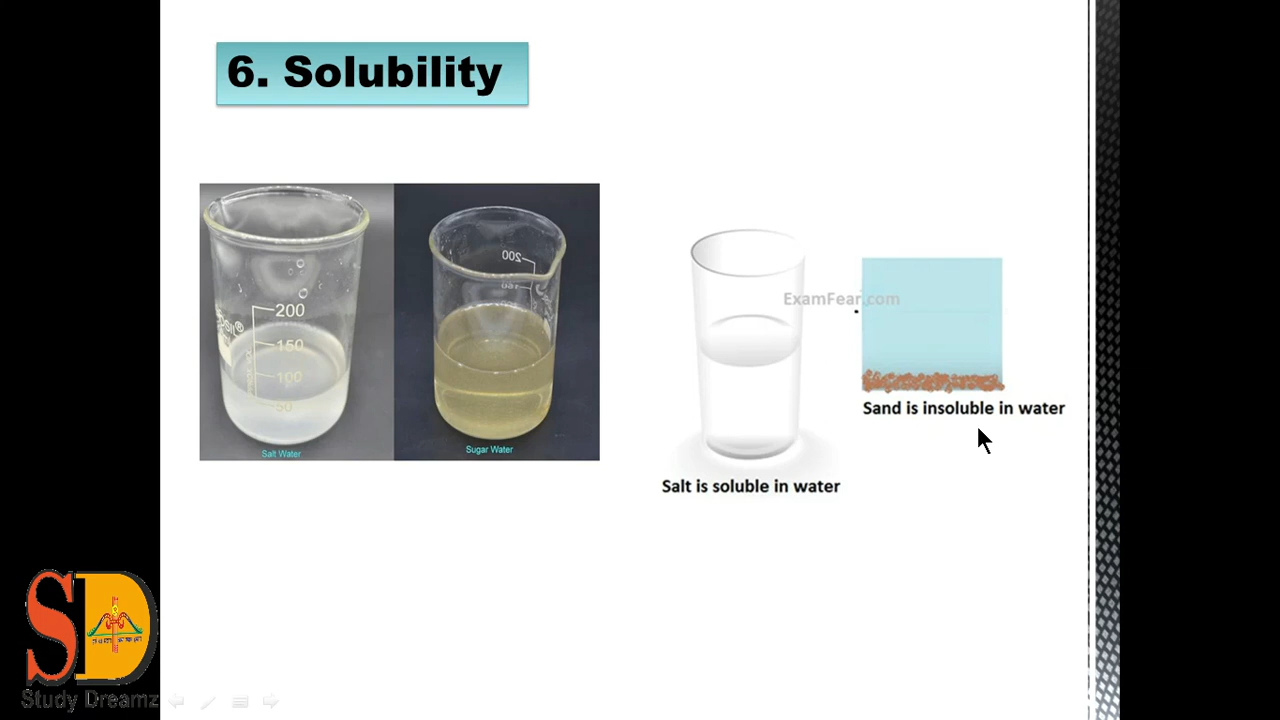 6. Solubility
200
150
100
50
Salt Water
200
Sugar Water
ExamFear.com
Salt is soluble in water
Sand is insoluble in water
SD
Study Dreamz